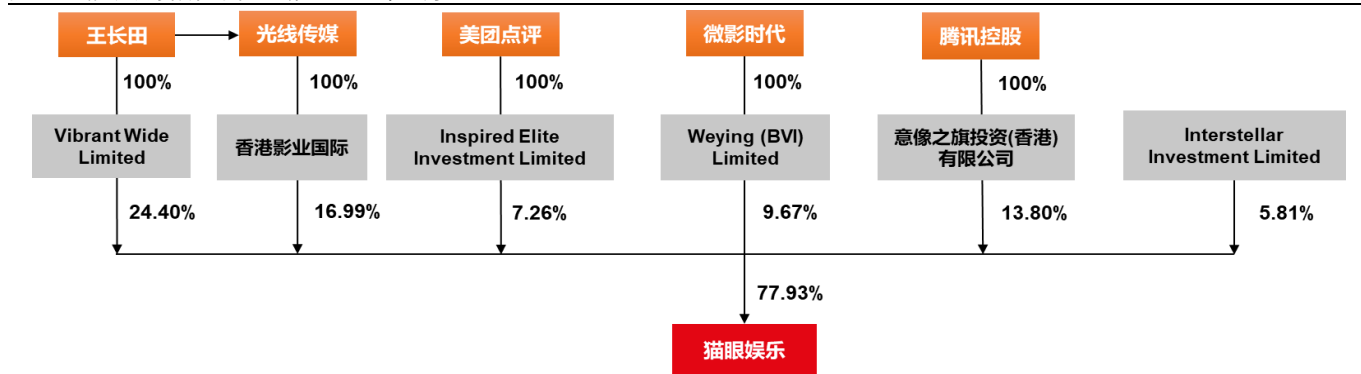 王长田
光线传媒
美团点评
微影时代
腾讯控股
100%
100%
100%
100%
100%
Vibrant Wide
Limited
香港影业国际
Inspired Elite
Investment Limited
Weying (BVI)
Limited
意像之旗投资(香港)
有限公司
Interstellar
Investment Limited
24.40%
16.99%
7.26%
9.67%
13.80%
5.81%
77.93%
猫眼娱乐